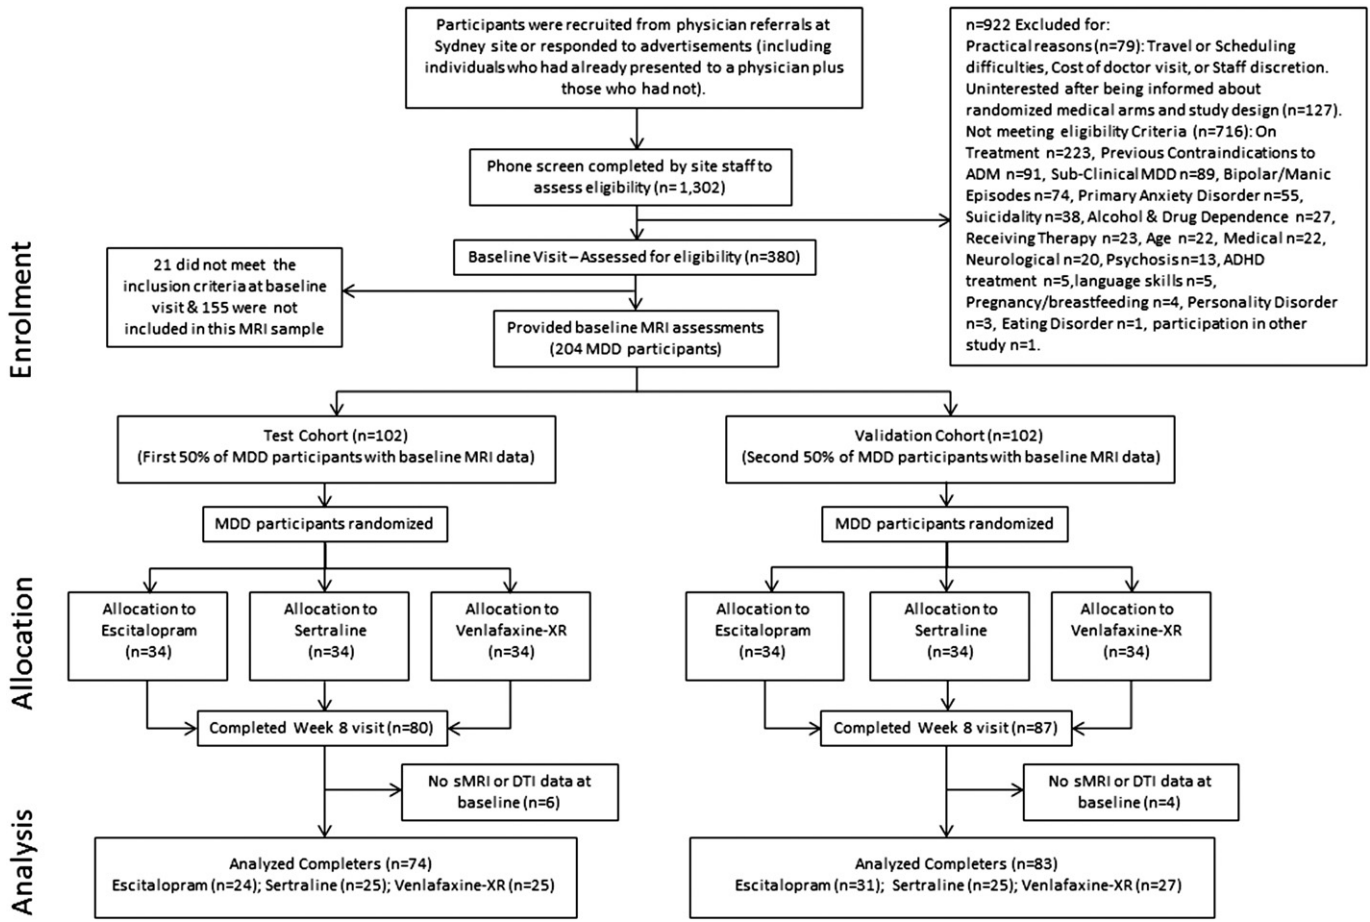 Participants were recruited from physician referrals at
Sydney site or responded to advertisements (including
individuals who had already presented to a physician plus
those who had not).
n=922 Excluded for:
Practical reasons (n=79): Travel or Scheduling
difficulties, Cost of doctor visit, or Staff discretion.
Uninterested after being informed about
randomized medical arms and study design (n=127).
Not meeting eligibility Criteria (n=716): On
Treatment n=223, Previous Contraindications to
ADM n=91, Sub-Clinical MDD n=89, Bipolar/Manic
Episodes n=74, Primary Anxiety Disorder n=55,
Suicidality n=38, Alcohol & Drug Dependence n=27,
Receiving Therapy n=23, Age n=22, Medical n=22,
Neurological n=20, Psychosis n=13, ADHD
treatment n=5,language skills n=5,
Pregnancy/breastfeeding n=4, Personality Disorder
n=3, Eating Disorder n=1, participation in other
study n=1.
Phone screen completed by site staff to
assess eligibility (n= 1,302)
Enrolment
Baseline Visit – Assessed for eligibility (n=380)
21 did not meet the
inclusion criteria at baseline
visit & 155 were not
included in this MRI sample
Provided baseline MRI assessments
(204 MDD participants)
Test Cohort (n=102)
(First 50% of MDD participants with baseline MRI data)
Validation Cohort (n=102)
(Second 50% of MDD participants with baseline MRI data)
MDD participants randomized
MDD participants randomized
Allocation
Allocation to
Escitalopram
(n=34)
Allocation to
Sertraline
(n=34)
Allocation to
Venlafaxine-XR
(n=34)
Allocation to
Escitalopram
(n=34)
Allocation to
Sertraline
(n=34)
Allocation to
Venlafaxine-XR
(n=34)
Completed Week 8 visit (n=80)
Completed Week 8 visit (n=87)
No sMRI or DTI data at
baseline (n=6)
No sMRI or DTI data at
baseline (n=4)
Analysis
Analyzed Completers (n=74)
Escitalopram (n=24); Sertraline (n=25); Venlafaxine-XR (n=25)
Analyzed Completers (n=83)
Escitalopram (n=31);  Sertraline (n=25); Venlafaxine-XR (n=27)